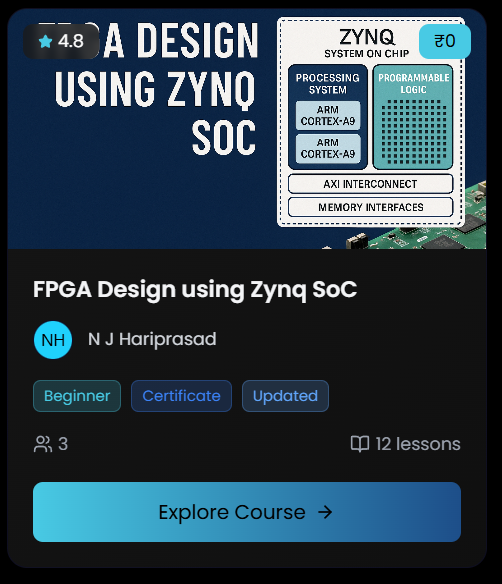 4.8
A DESIGN
USING ZYNQ
SOC
ZYNQ
SYSTEM ON CHIP
₹0
PROCESSING
SYSTEM
ARM
CORTEX-A9
ARM
CORTEX-A9
PROGRAMMABLE
LOGIC
AXI INTERCONNECT
MEMORY INTERFACES
FPGA Design using Zynq SoC
NH
N J Hariprasad
Beginner
Certificate
Updated
3
12 lessons
Explore Course →